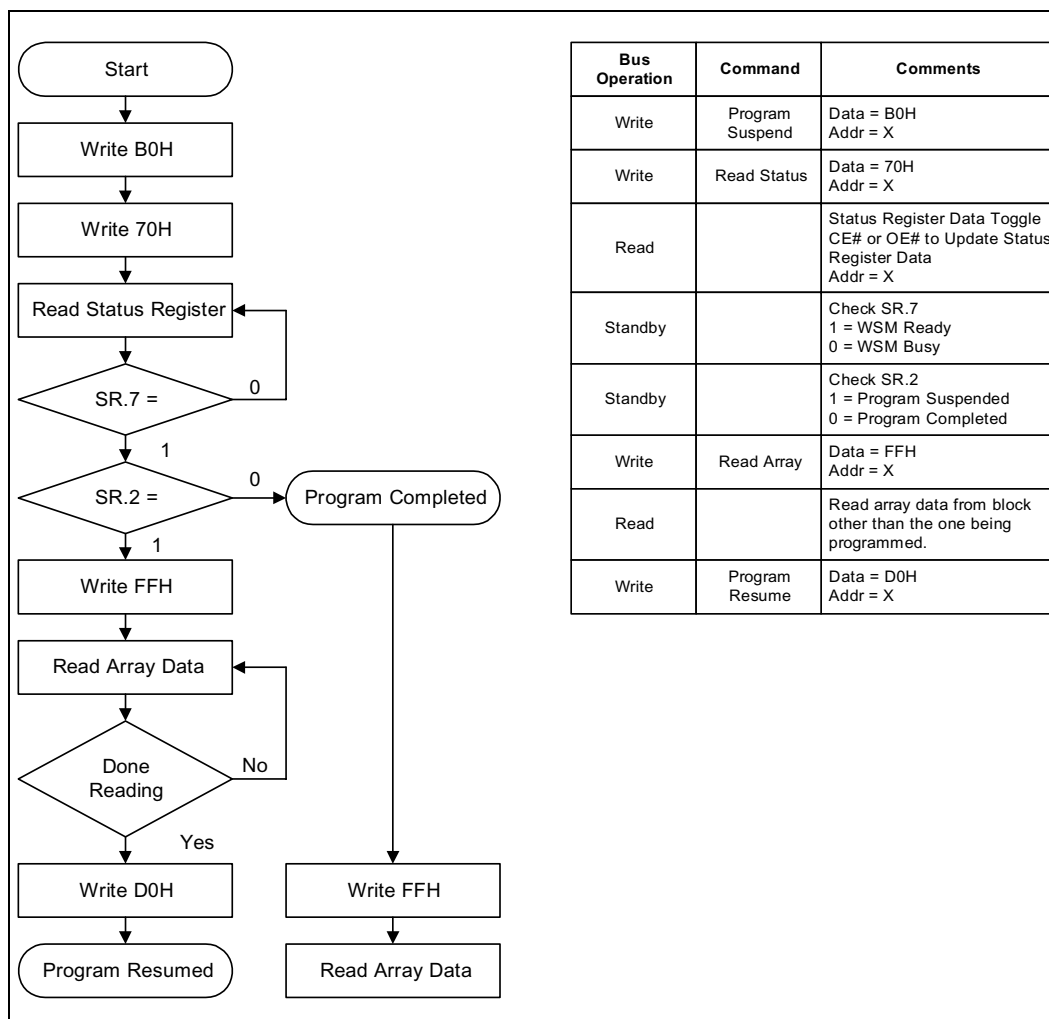 Start
Write B0H
Write 70H
Read Status Register
SR.7 =
0
1
SR.2 =
0
Program Completed
1
Write FFH
Read Array Data
Done
Reading
No
Yes
Write D0H
Write FFH
Program Resumed
Read Array Data
Bus
Operation
Command
Comments
Write
Program
Suspend
Data = B0H
Addr = X
Write
Read Status
Data = 70H
Addr = X
Read
Status Register Data Toggle
CE# or OE# to Update Status
Register Data
Addr = X
Standby
Check SR.7
1 = WSM Ready
0 = WSM Busy
Standby
Check SR.2
1 = Program Suspended
0 = Program Completed
Write
Read Array
Data = FFH
Addr = X
Read
Read array data from block
other than the one being
programmed.
Write
Program
Resume
Data = D0H
Addr = X